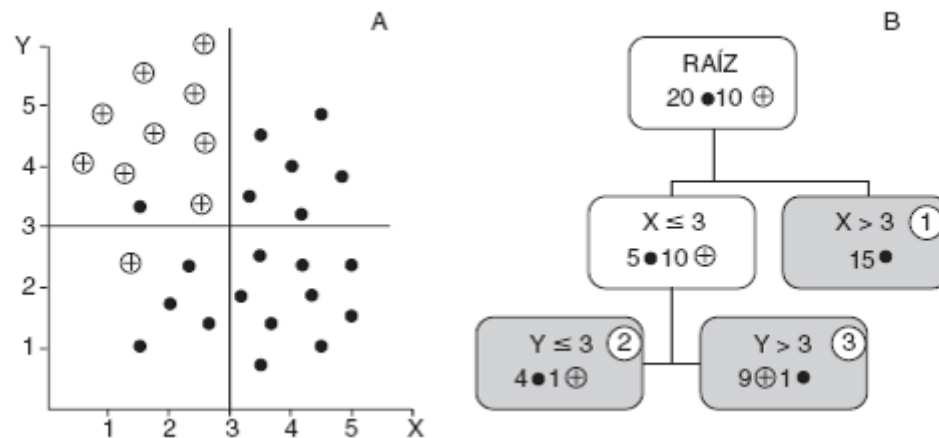 A
Y
5
4
3
2
1
1 2 3 4 5 X
B
RAÍZ
20 ● 10 ⊕
X ≤ 3
5 ● 10 ⊕
X > 3 1
15 ●
Y ≤ 3 2
4 ● 1 ⊕
Y > 3 3
9 ⊕ 1 ●